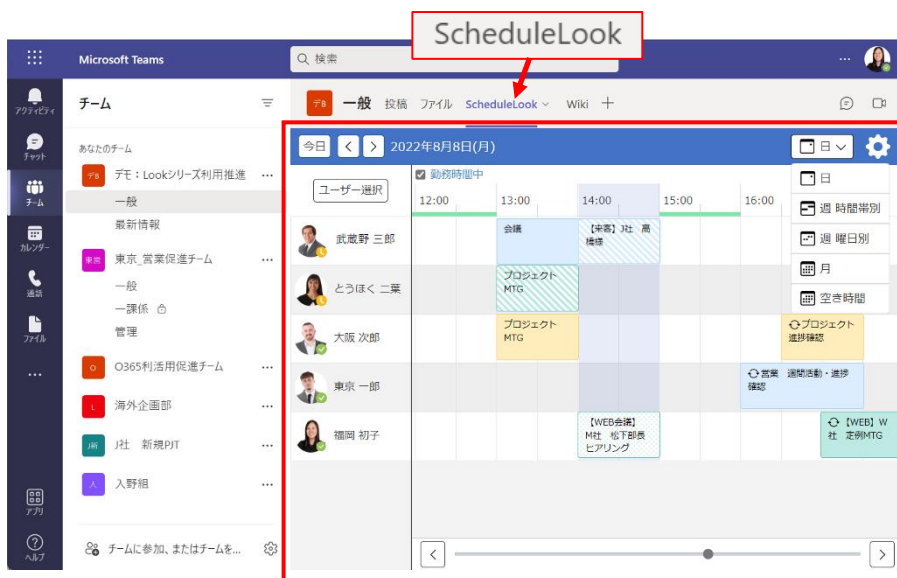 ScheduleLook
Microsoft Teams
検索
アクティビティ
チャット
チーム
カレンダー
通話
ファイル
アプリ
ヘルプ
チーム
あなたのチーム
デモ:Lookシリーズ利用推進
一般
最新情報
東京_営業促進チーム
一般
一課係
管理
O365利活用促進チーム
海外企画部
J社 新規PJT
入野組
チームに参加、またはチームを...
一般 投稿 ファイル ScheduleLook Wiki
今日 2022年8月8日(月) 日
日
週 時間帯別
週 曜日別
月
空き時間
ユーザー選択
勤務時間中
12:00 13:00 14:00 15:00 16:00
武蔵野 三郎
会議
【来客】J社 高
橋様
とうほく 二葉
プロジェクト
MTG
大阪 次郎
プロジェクト
MTG
プロジェクト
進捗確認
東京 一郎
営業 週間活動・進捗
確認
福岡 初子
【WEB会議】
M社 松下部長
ヒアリング
【WEB】W
社 定例MTG